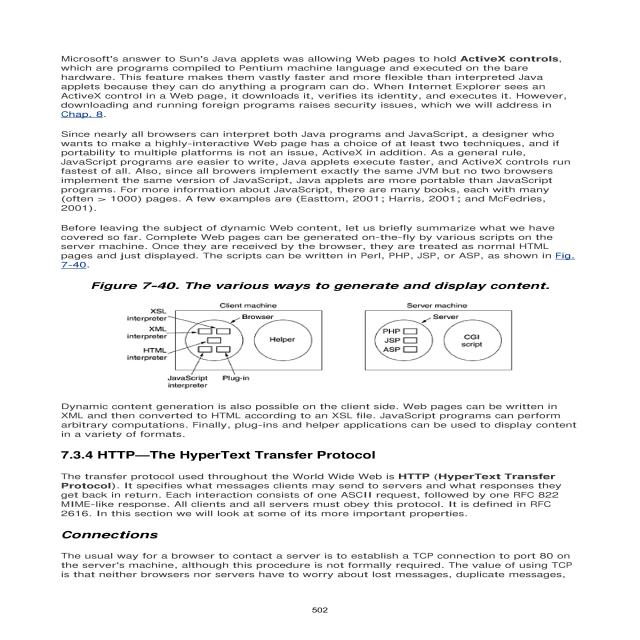 Microsoft's answer to Sun's Java applets was allowing Web pages to hold ActiveX controls,
which are programs compiled to Pentium machine language and executed on the bare
hardware. This feature makes them vastly faster and more flexible than interpreted Java
applets because they can do anything a program can do. When Internet Explorer sees an
ActiveX control in a Web page, it downloads it, verifies its identity, and executes it. However,
downloading and running foreign programs raises security issues, which we will address in
Chap. 8.
Since nearly all browsers can interpret both Java programs and JavaScript, a designer who
wants to make a highly-interactive Web page has a choice of at least two techniques, and if
portability to multiple platforms is not an issue, ActiveX in addition. As a general rule,
JavaScript programs are easier to write, Java applets execute faster, and ActiveX controls run
fastest of all. Also, since all browers implement exactly the same JVM but no two browsers
implement the same version of JavaScript, Java applets are more portable than JavaScript
programs. For more information about JavaScript, there are many books, each with many
(often > 1000) pages. A few examples are (Easttom, 2001; Harris, 2001; and McFedries,
2001).
Before leaving the subject of dynamic Web content, let us briefly summarize what we have
covered so far. Complete Web pages can be generated on-the-fly by various scripts on the
server machine. Once they are received by the browser, they are treated as normal HTML
pages and just displayed. The scripts can be written in Perl, PHP, JSP, or ASP, as shown in Fig.
7-40.
Figure 7-40. The various ways to generate and display content.
Client machine
XSL
interpreter
XML
interpreter
HTML
interpreter
JavaScript
interpreter
Plug-in
Browser
Helper
Server machine
Server
PHP
JSP
ASP
CGI
script
Dynamic content generation is also possible on the client side. Web pages can be written in
XML and then converted to HTML according to an XSL file. JavaScript programs can perform
arbitrary computations. Finally, plug-ins and helper applications can be used to display content
in a variety of formats.
7.3.4 HTTP—The HyperText Transfer Protocol
The transfer protocol used throughout the World Wide Web is HTTP (HyperText Transfer
Protocol). It specifies what messages clients may send to servers and what responses they
get back in return. Each interaction consists of one ASCII request, followed by one RFC 822
MIME-like response. All clients and all servers must obey this protocol. It is defined in RFC
2616. In this section we will look at some of its more important properties.
Connections
The usual way for a browser to contact a server is to establish a TCP connection to port 80 on
the server's machine, although this procedure is not formally required. The value of using TCP
is that neither browsers nor servers have to worry about lost messages, duplicate messages,
502